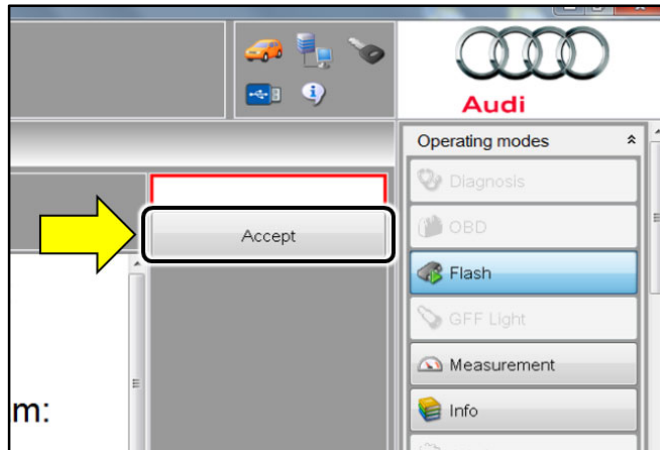 Audi
Operating modes
Diagnosis
OBD
Accept
Flash
GFF Light
Measurement
Info
m: